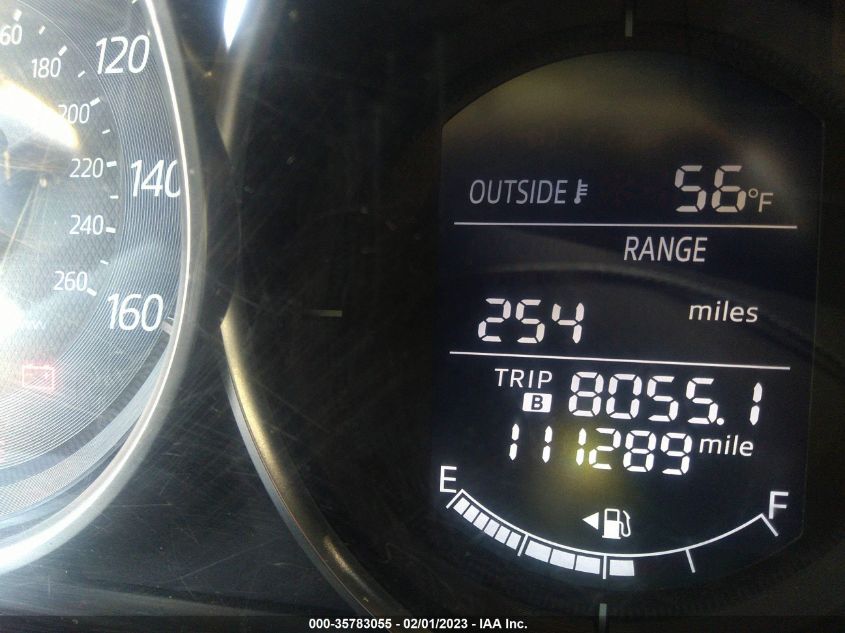 60
180
120
200
220
140
240
260
160
OUTSIDE 56°F
RANGE
254 miles
TRIP B 8055.1
111289 mile
E F
000-35783055 - 02/01/2023 - IAA Inc.